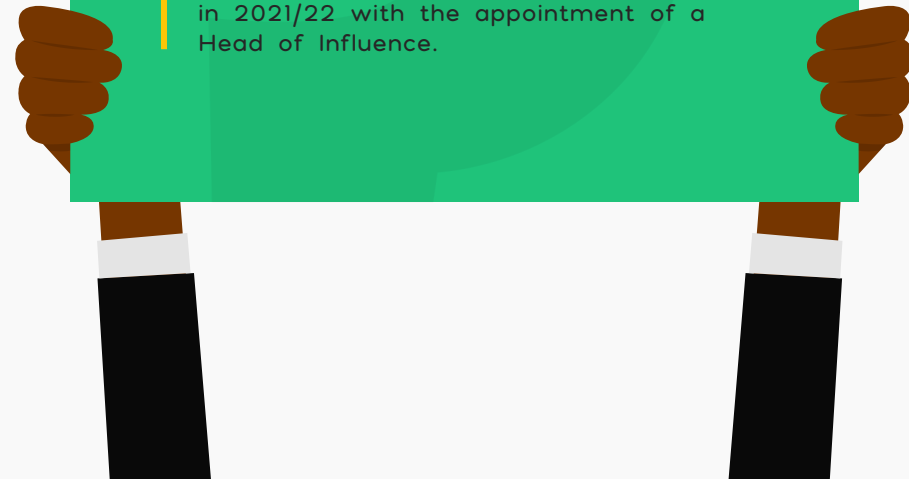 in 2021/22 with the appointment of a
Head of Influence.